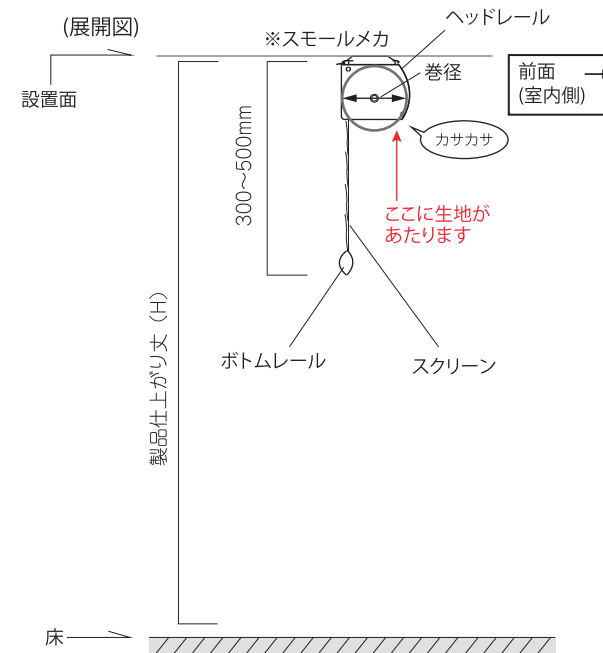 (展開図)
※スモールメカ
ヘッドレール
設置面
巻径
前面
(室内側)
カサカサ
300〜500mm
ここに生地が
あたります
ボトムレール
スクリーン
製品仕上がり丈（H）
床